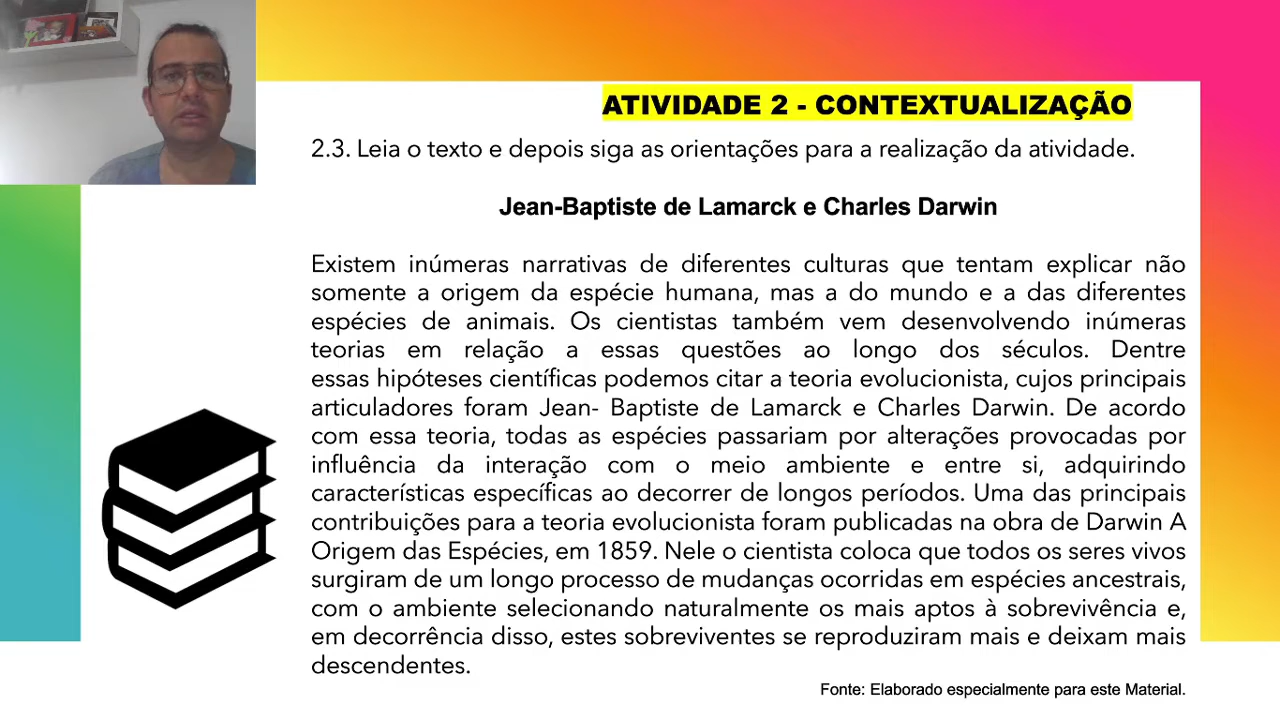 ATIVIDADE 2 - CONTEXTUALIZAÇÃO
2.3. Leia o texto e depois siga as orientações para a realização da atividade.
Jean-Baptiste de Lamarck e Charles Darwin
Existem inúmeras narrativas de diferentes culturas que tentam explicar não
somente a origem da espécie humana, mas a do mundo e a das diferentes
espécies de animais. Os cientistas também vem desenvolvendo inúmeras
teorias em relação a essas questões ao longo dos séculos. Dentre
essas hipóteses científicas podemos citar a teoria evolucionista, cujos principais
articuladores foram Jean- Baptiste de Lamarck e Charles Darwin. De acordo
com essa teoria, todas as espécies passariam por alterações provocadas por
influência da interação com o meio ambiente e entre si, adquirindo
características específicas ao decorrer de longos períodos. Uma das principais
contribuições para a teoria evolucionista foram publicadas na obra de Darwin A
Origem das Espécies, em 1859. Nele o cientista coloca que todos os seres vivos
surgiram de um longo processo de mudanças ocorridas em espécies ancestrais,
com o ambiente selecionando naturalmente os mais aptos à sobrevivência e,
em decorrência disso, estes sobreviventes se reproduziram mais e deixam mais
descendentes.
Fonte: Elaborado especialmente para este Material.